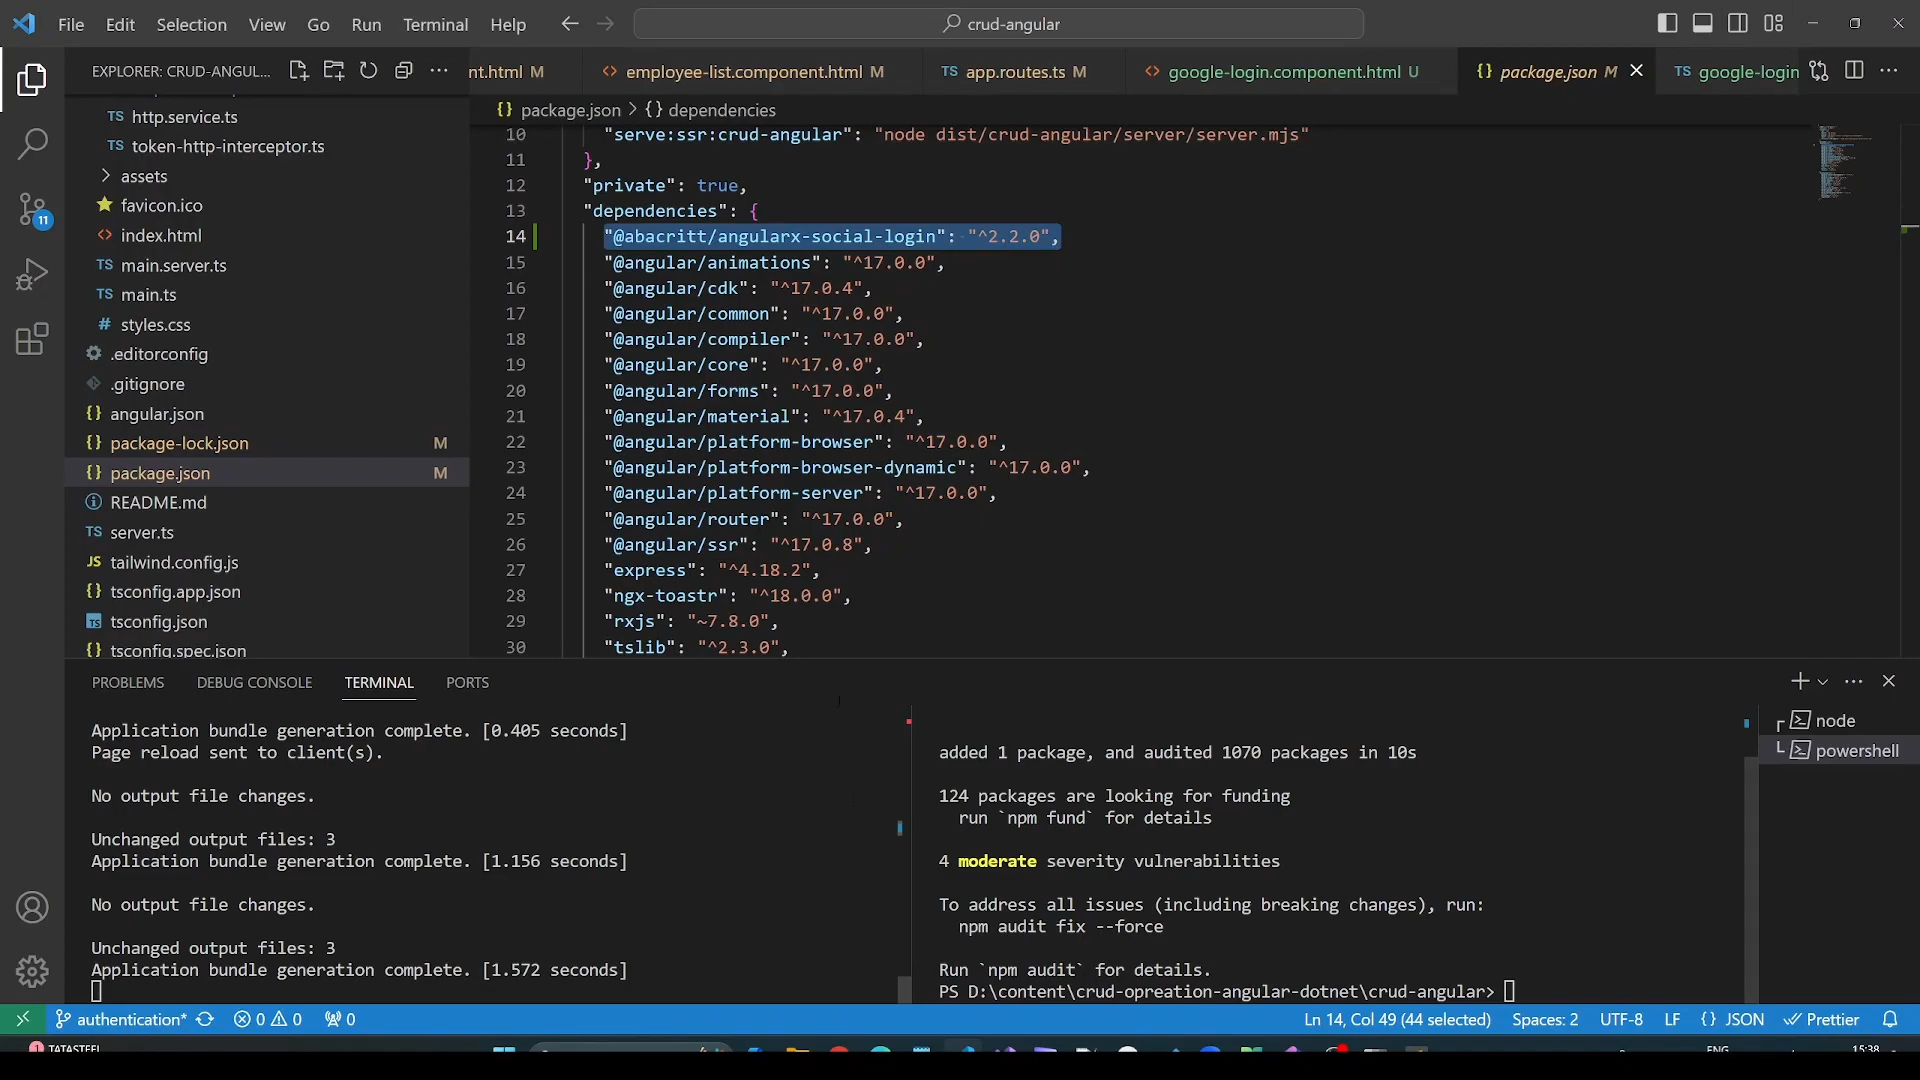 File Edit Selection View Go Run Terminal Help
crud-angular
EXPLORER: CRUD-ANGUL...
nt.html M
employee-list.component.html M
TS app.routes.ts M
google-login.component.html U
{} package.json M
TS google-login
TS http.service.ts
TS token-http-interceptor.ts
assets
favicon.ico
index.html
TS main.server.ts
TS main.ts
# styles.css
.editorconfig
.gitignore
{} angular.json
{} package-lock.json M
{} package.json M
README.md
TS server.ts
JS tailwind.config.js
{} tsconfig.app.json
TS tsconfig.json
{} tsconfig.spec.json
11
{} package.json > {} dependencies
10 "serve:ssr:crud-angular": "node dist/crud-angular/server/server.mjs"
11 },
12 "private": true,
13 "dependencies": {
14 "@abacritt/angularx-social-login": "^2.2.0",
15 "@angular/animations": "^17.0.0",
16 "@angular/cdk": "^17.0.4",
17 "@angular/common": "^17.0.0",
18 "@angular/compiler": "^17.0.0",
19 "@angular/core": "^17.0.0",
20 "@angular/forms": "^17.0.0",
21 "@angular/material": "^17.0.4",
22 "@angular/platform-browser": "^17.0.0",
23 "@angular/platform-browser-dynamic": "^17.0.0",
24 "@angular/platform-server": "^17.0.0",
25 "@angular/router": "^17.0.0",
26 "@angular/ssr": "^17.0.8",
27 "express": "^4.18.2",
28 "ngx-toastr": "^18.0.0",
29 "rxjs": "~7.8.0",
30 "tslib": "^2.3.0",
PROBLEMS DEBUG CONSOLE TERMINAL PORTS
Application bundle generation complete. [0.405 seconds]
Page reload sent to client(s).
No output file changes.
Unchanged output files: 3
Application bundle generation complete. [1.156 seconds]
No output file changes.
Unchanged output files: 3
Application bundle generation complete. [1.572 seconds]
added 1 package, and audited 1070 packages in 10s
124 packages are looking for funding
run `npm fund` for details
4 moderate severity vulnerabilities
To address all issues (including breaking changes), run:
npm audit fix --force
Run `npm audit` for details.
PS D:\content\crud-opreation-angular-dotnet\crud-angular>
node
powershell
authentication* 0 0 0
Ln 14, Col 49 (44 selected) Spaces: 2 UTF-8 LF {} JSON Prettier
1 TATASTEEL
ENG
15:38